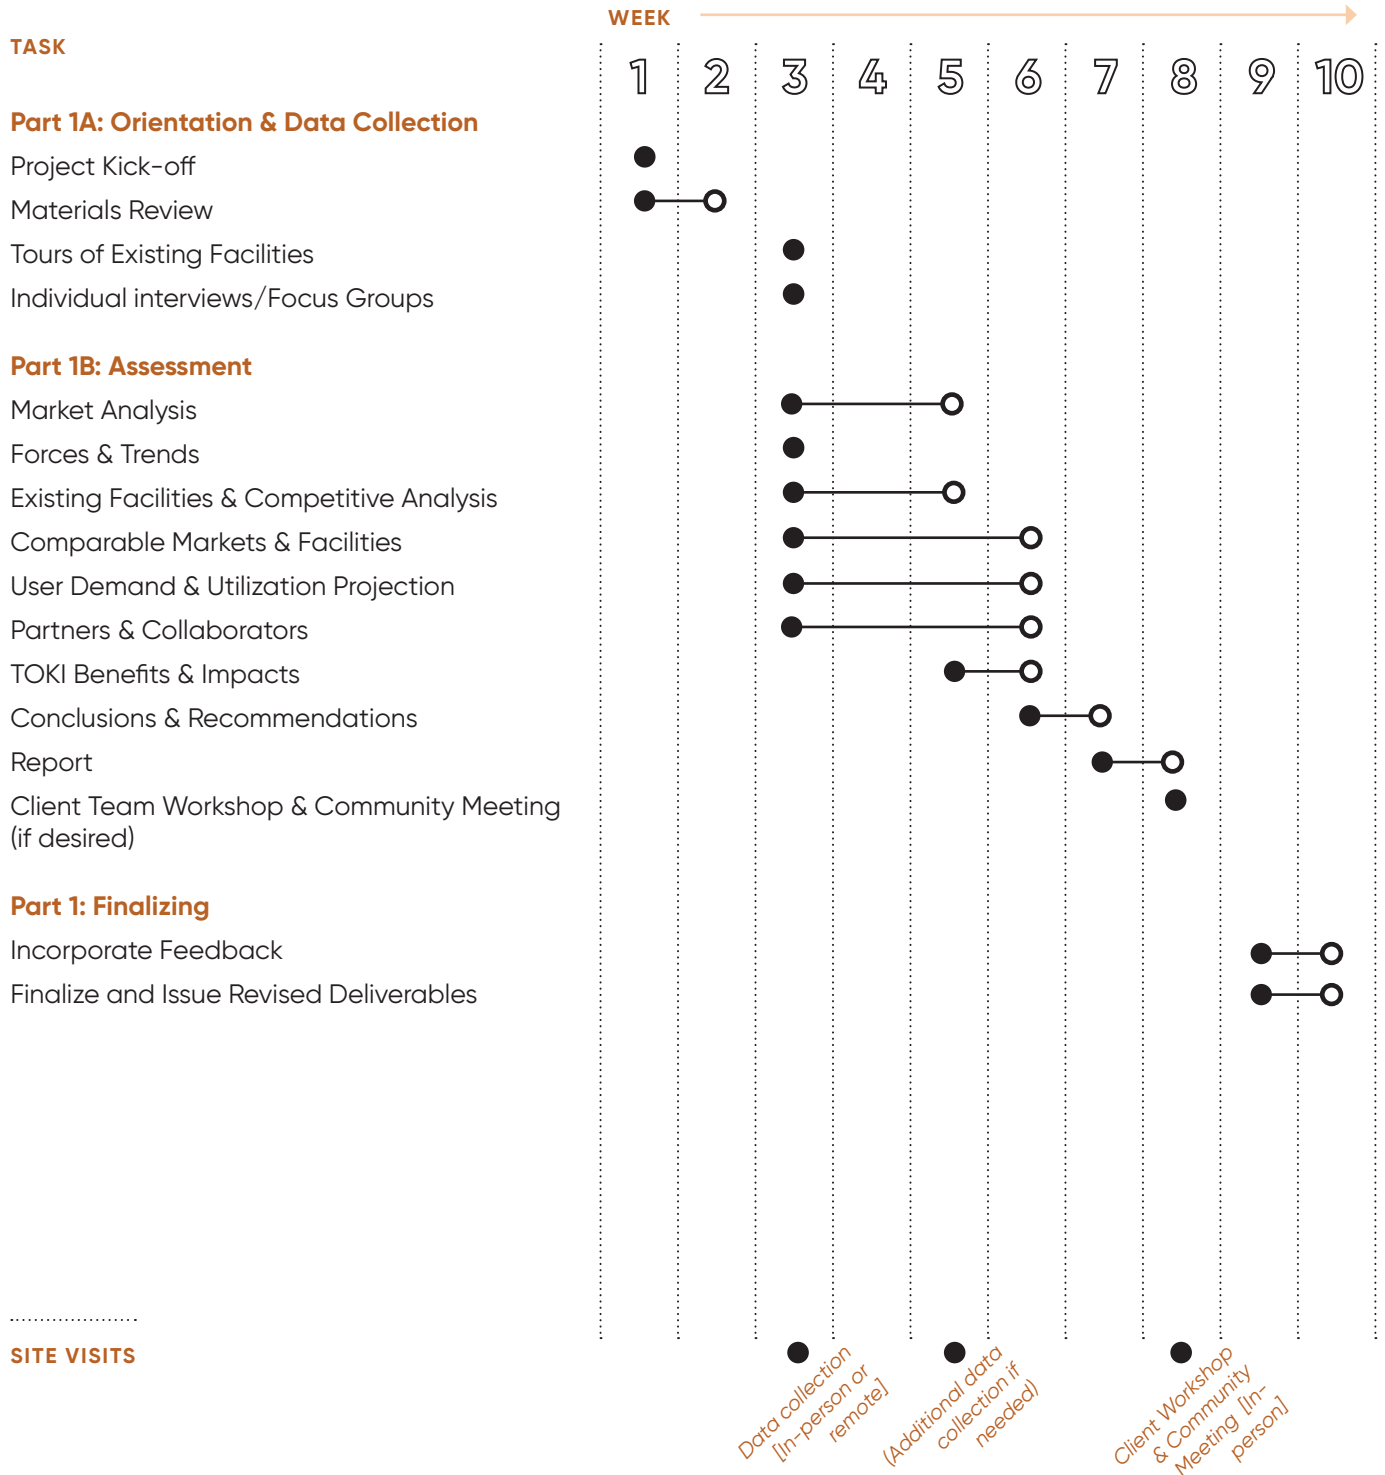 WEEK
TASK
1 2 3 4 5 6 7 8 9 10
Part 1A: Orientation & Data Collection
Project Kick-off
Materials Review
Tours of Existing Facilities
Individual interviews/Focus Groups
Part 1B: Assessment
Market Analysis
Forces & Trends
Existing Facilities & Competitive Analysis
Comparable Markets & Facilities
User Demand & Utilization Projection
Partners & Collaborators
TOKI Benefits & Impacts
Conclusions & Recommendations
Report
Client Team Workshop & Community Meeting
(if desired)
Part 1: Finalizing
Incorporate Feedback
Finalize and Issue Revised Deliverables
SITE VISITS
Data collection
[In-person or
remote]
(Additional data
collection if
needed)
Client Workshop
& Community
Meeting [In-
person]